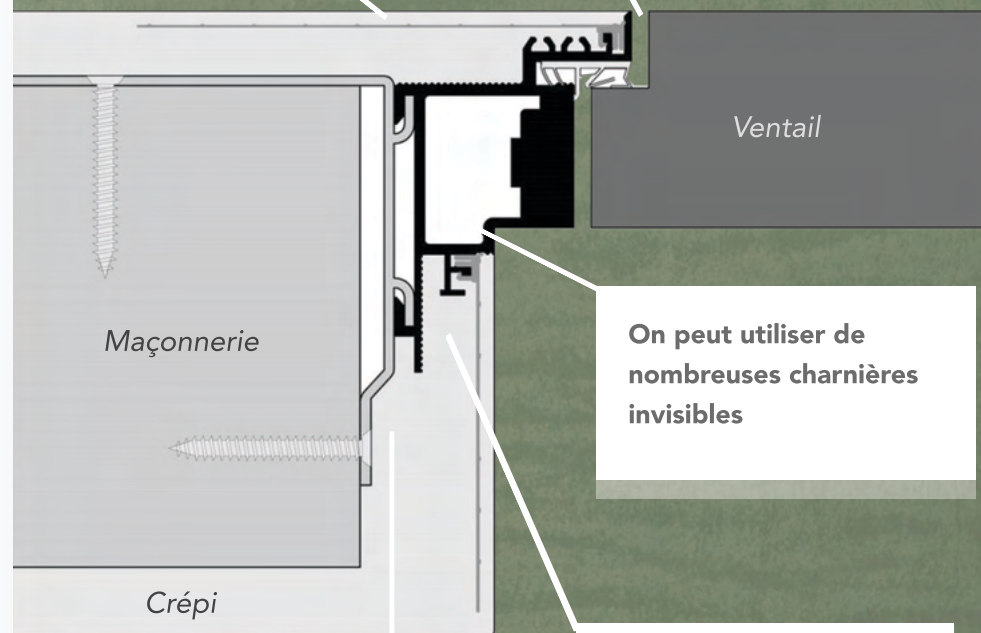 Ventail
Maçonnerie
On peut utiliser de
nombreuses charnières
invisibles
Crépi